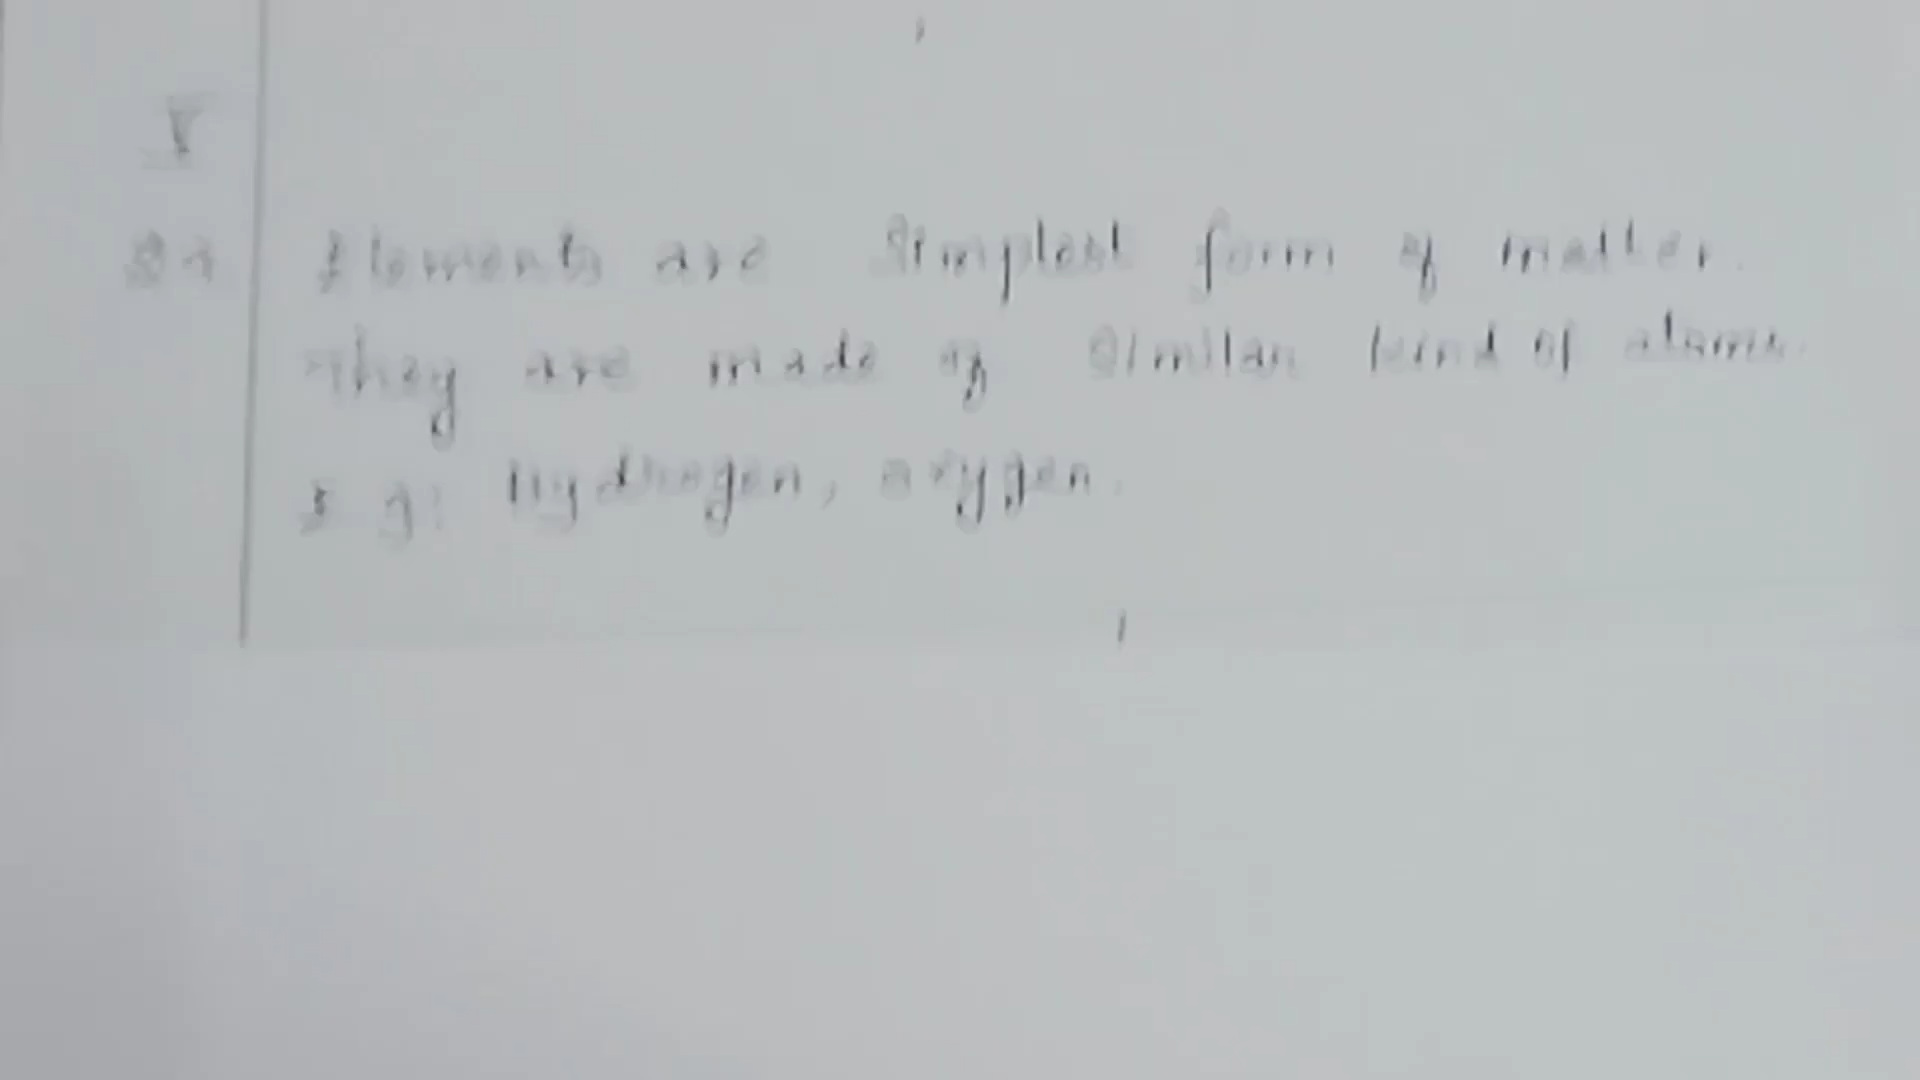 V
Elements are Simplest form of matter.
They are made of Similar kind of atoms.
E g: Hydrogen, oxygen.